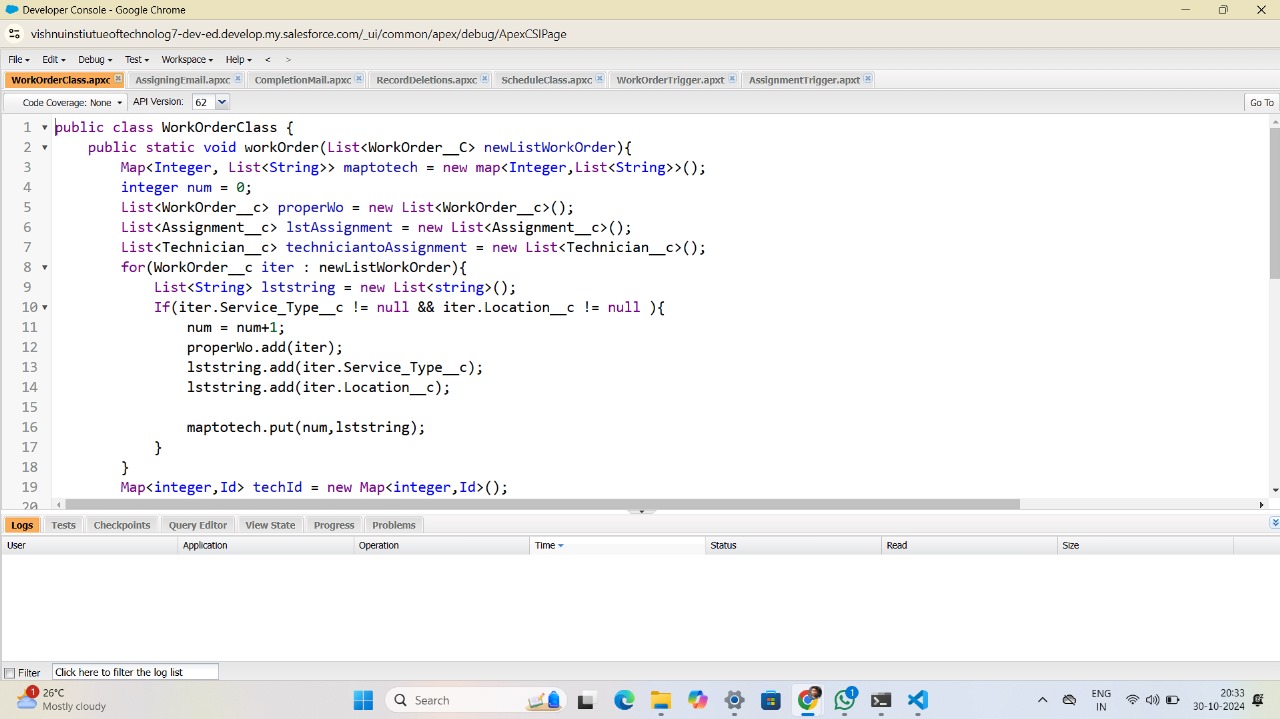 Developer Console - Google Chrome
vishnuinstiutueoftechnolog7-dev-ed.develop.my.salesforce.com/_ui/common/apex/debug/ApexCSIPage
File Edit Debug Test Workspace Help < >
WorkOrderClass.apxc AssigningEmail.apxc CompletionMail.apxc RecordDeletions.apxc ScheduleClass.apxc WorkOrderTrigger.apxt AssignmentTrigger.apxt
Code Coverage: None API Version: 62 Go To
1 public class WorkOrderClass {
2 public static void workOrder(List<WorkOrder__C> newListWorkOrder){
3 Map<Integer, List<String>> maptotech = new map<Integer,List<String>>();
4 integer num = 0;
5 List<WorkOrder__c> properWo = new List<WorkOrder__c>();
6 List<Assignment__c> lstAssignment = new List<Assignment__c>();
7 List<Technician__c> techniciantoAssignment = new List<Technician__c>();
8 for(WorkOrder__c iter : newListWorkOrder){
9 List<String> lststring = new List<string>();
10 If(iter.Service_Type__c != null && iter.Location__c != null ){
11 num = num+1;
12 properWo.add(iter);
13 lststring.add(iter.Service_Type__c);
14 lststring.add(iter.Location__c);
15
16 maptotech.put(num,lststring);
17 }
18 }
19 Map<integer,Id> techId = new Map<integer,Id>();
20
Logs Tests Checkpoints Query Editor View State Progress Problems
User Application Operation Time Status Read Size
Filter Click here to filter the log list
1 26°C
Mostly cloudy
Search
1
ENG
IN
20:33
30-10-2024